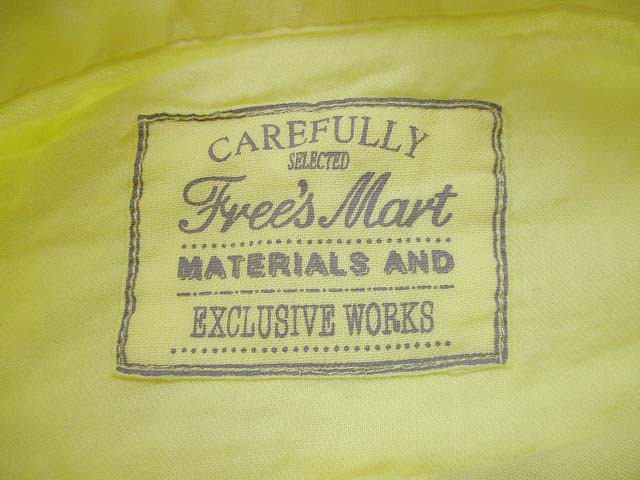 CAREFULLY
SELECTED
Free's Mart
MATERIALS AND
EXCLUSIVE WORKS